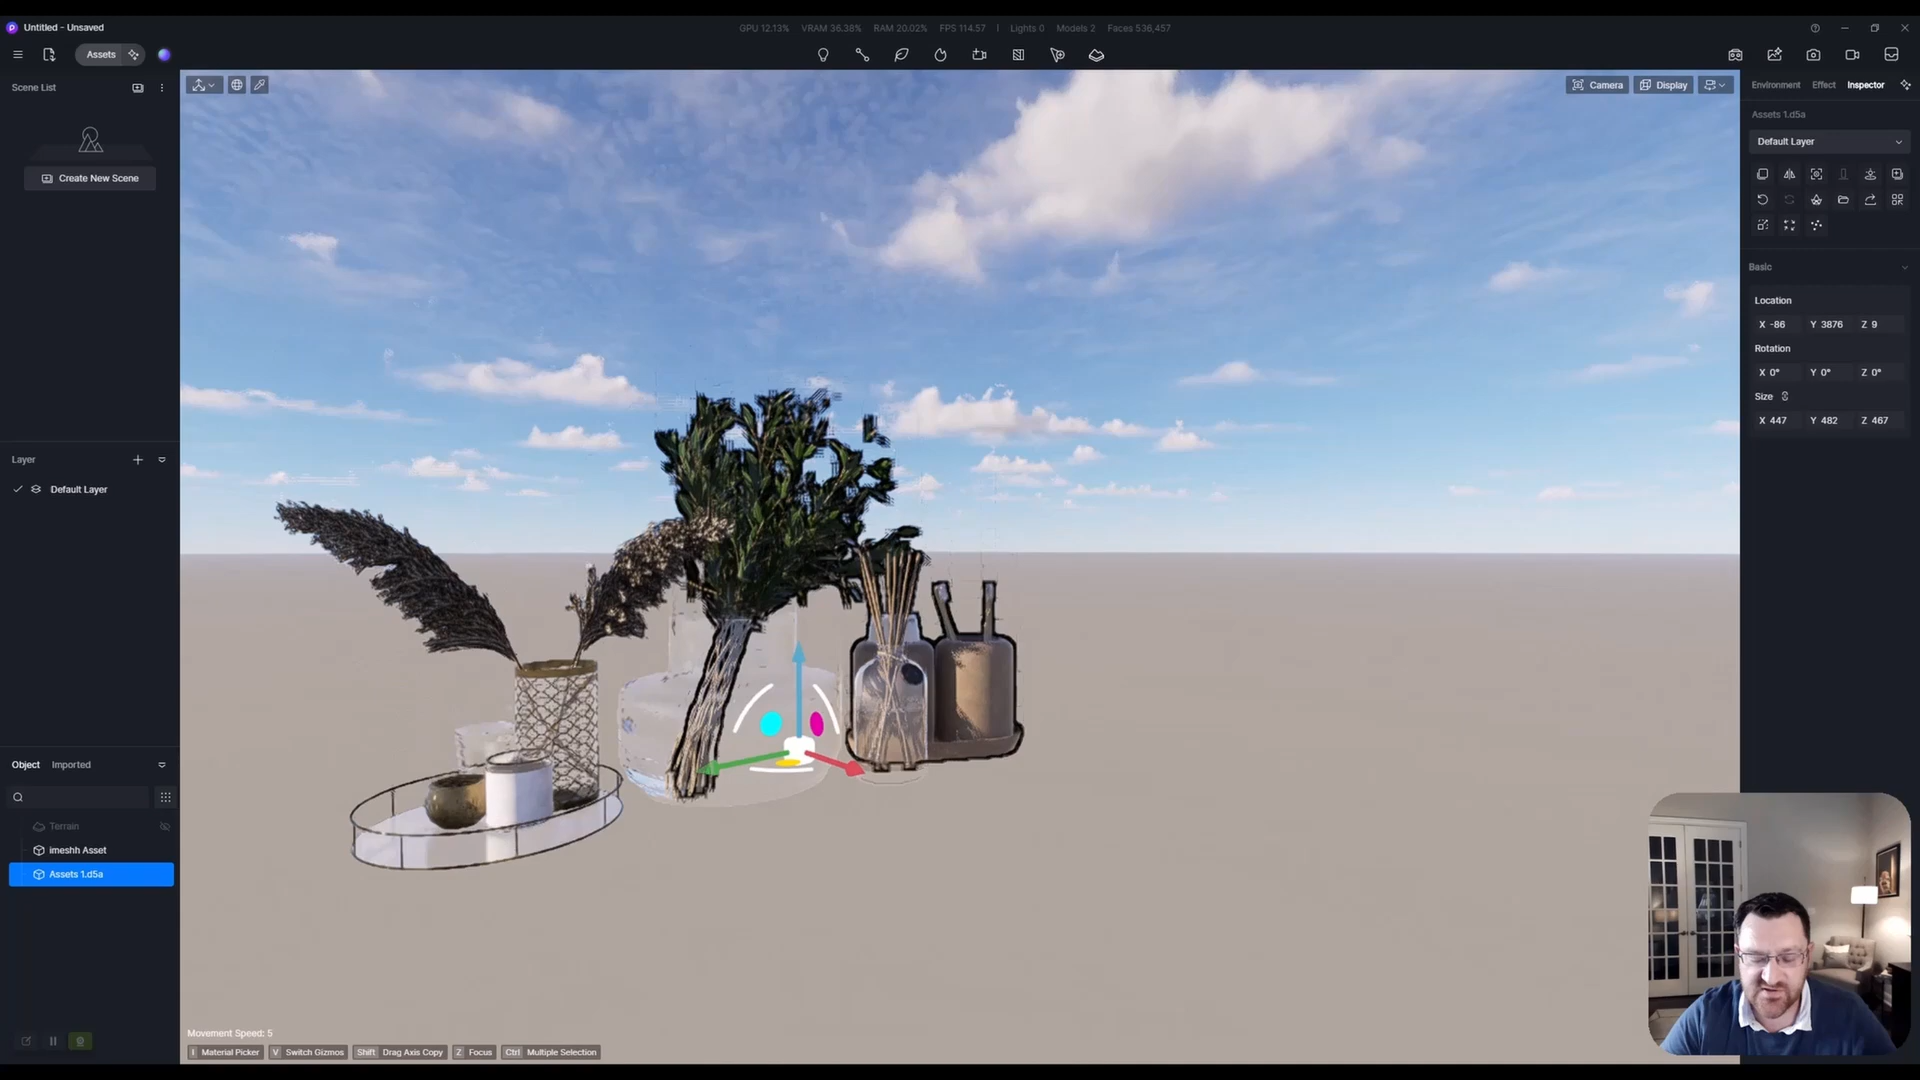 Untitled - Unsaved
GPU 12.13% VRAM 36.38% RAM 20.02% FPS 114.57 | Lights 0 Models 2 Faces 536,457
Assets
Scene List
Create New Scene
Layer
Default Layer
Object Imported
Terrain
imeshh Asset
Assets 1.d5a
Camera Display
Movement Speed: 5
I Material Picker V Switch Gizmos Shift Drag Axis Copy Z Focus Ctrl Multiple Selection
Environment Effect Inspector
Assets 1.d5a
Default Layer
Basic
Location
X -86 Y 3876 Z 9
Rotation
X 0° Y 0° Z 0°
Size
X 447 Y 482 Z 467